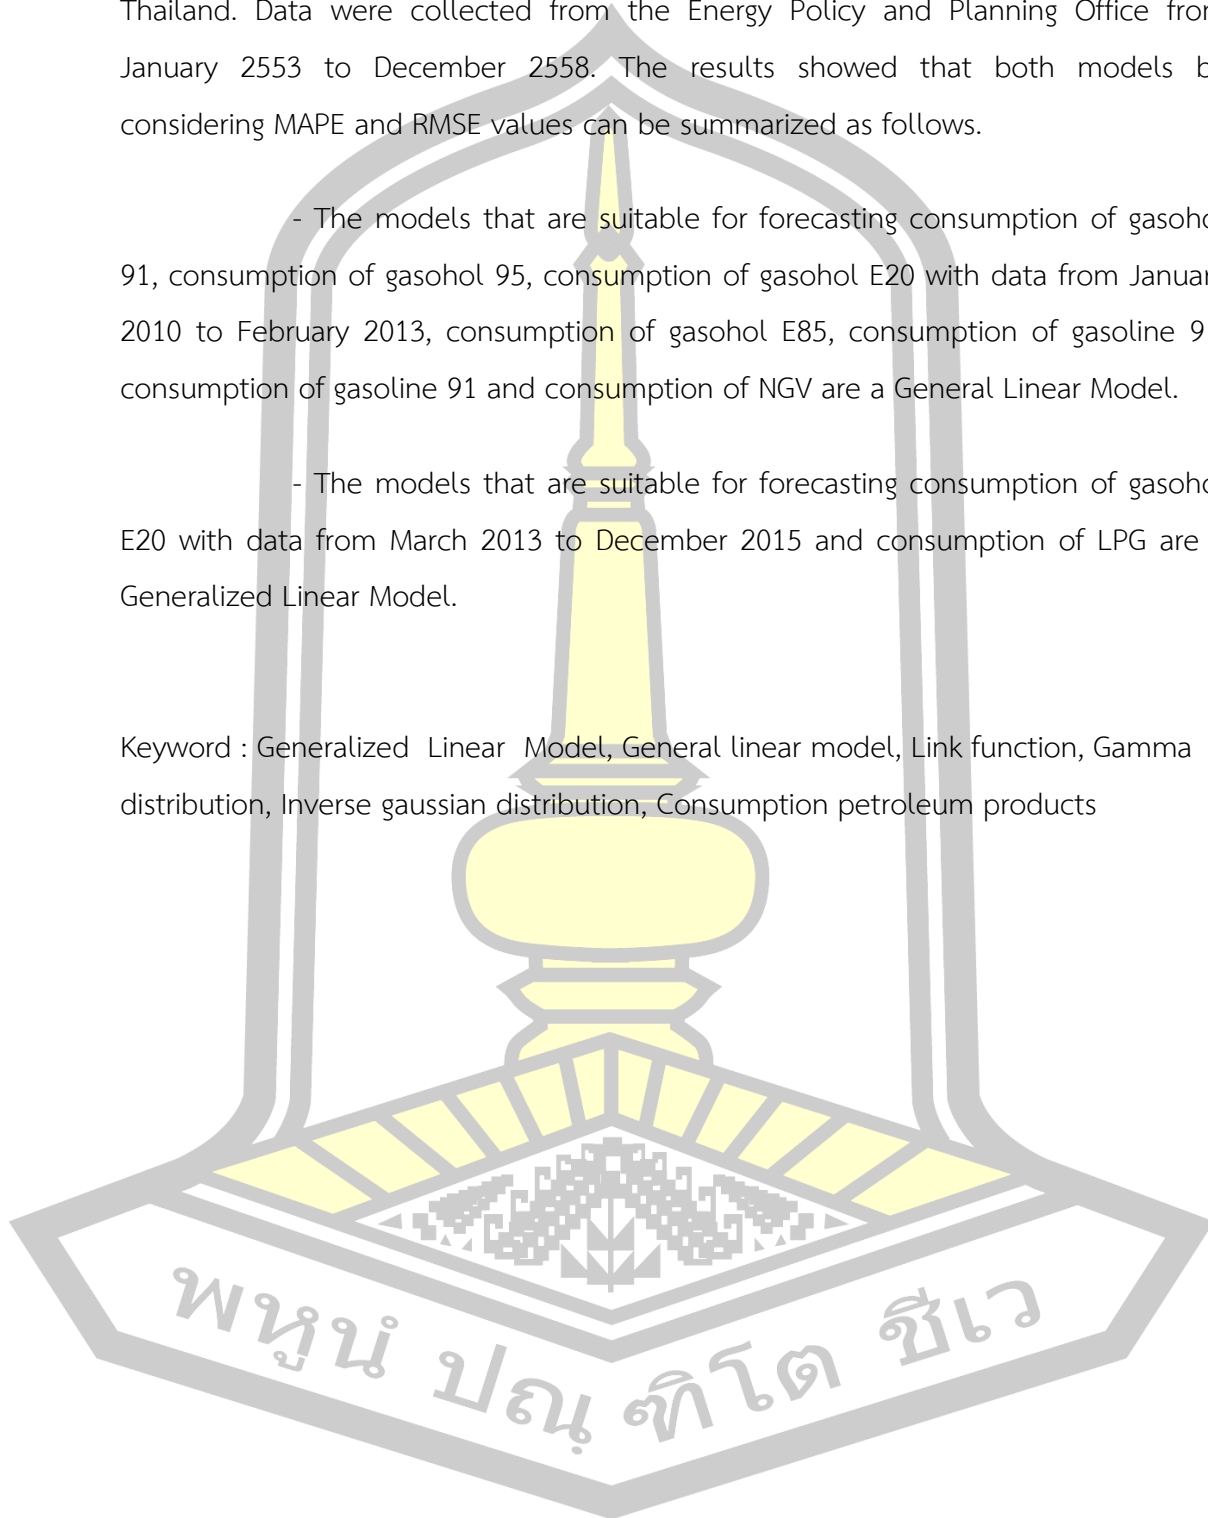 Thailand. Data were collected from the Energy Policy and Planning Office
January 2553 to December 2558. The results showed that both models
considering MAPE and RMSE values can be summarized as follows.
- The models that are suitable for forecasting consumption of
91, consumption of gasohol 95, consumption of gasohol E20 with data from
2010 to February 2013, consumption of gasohol E85, consumption of gasoline
consumption of gasoline 91 and consumption of NGV are a General Linear Model.
- The models that are suitable for forecasting consumption of
E20 with data from March 2013 to December 2015 and consumption of LPG are
Generalized Linear Model.
Keyword : Generalized Linear Model, General linear model, Link function, Gamma
distribution, Inverse gaussian distribution, Consumption petroleum products
พหูนํ ปณฺ ฑิโต ชีเว